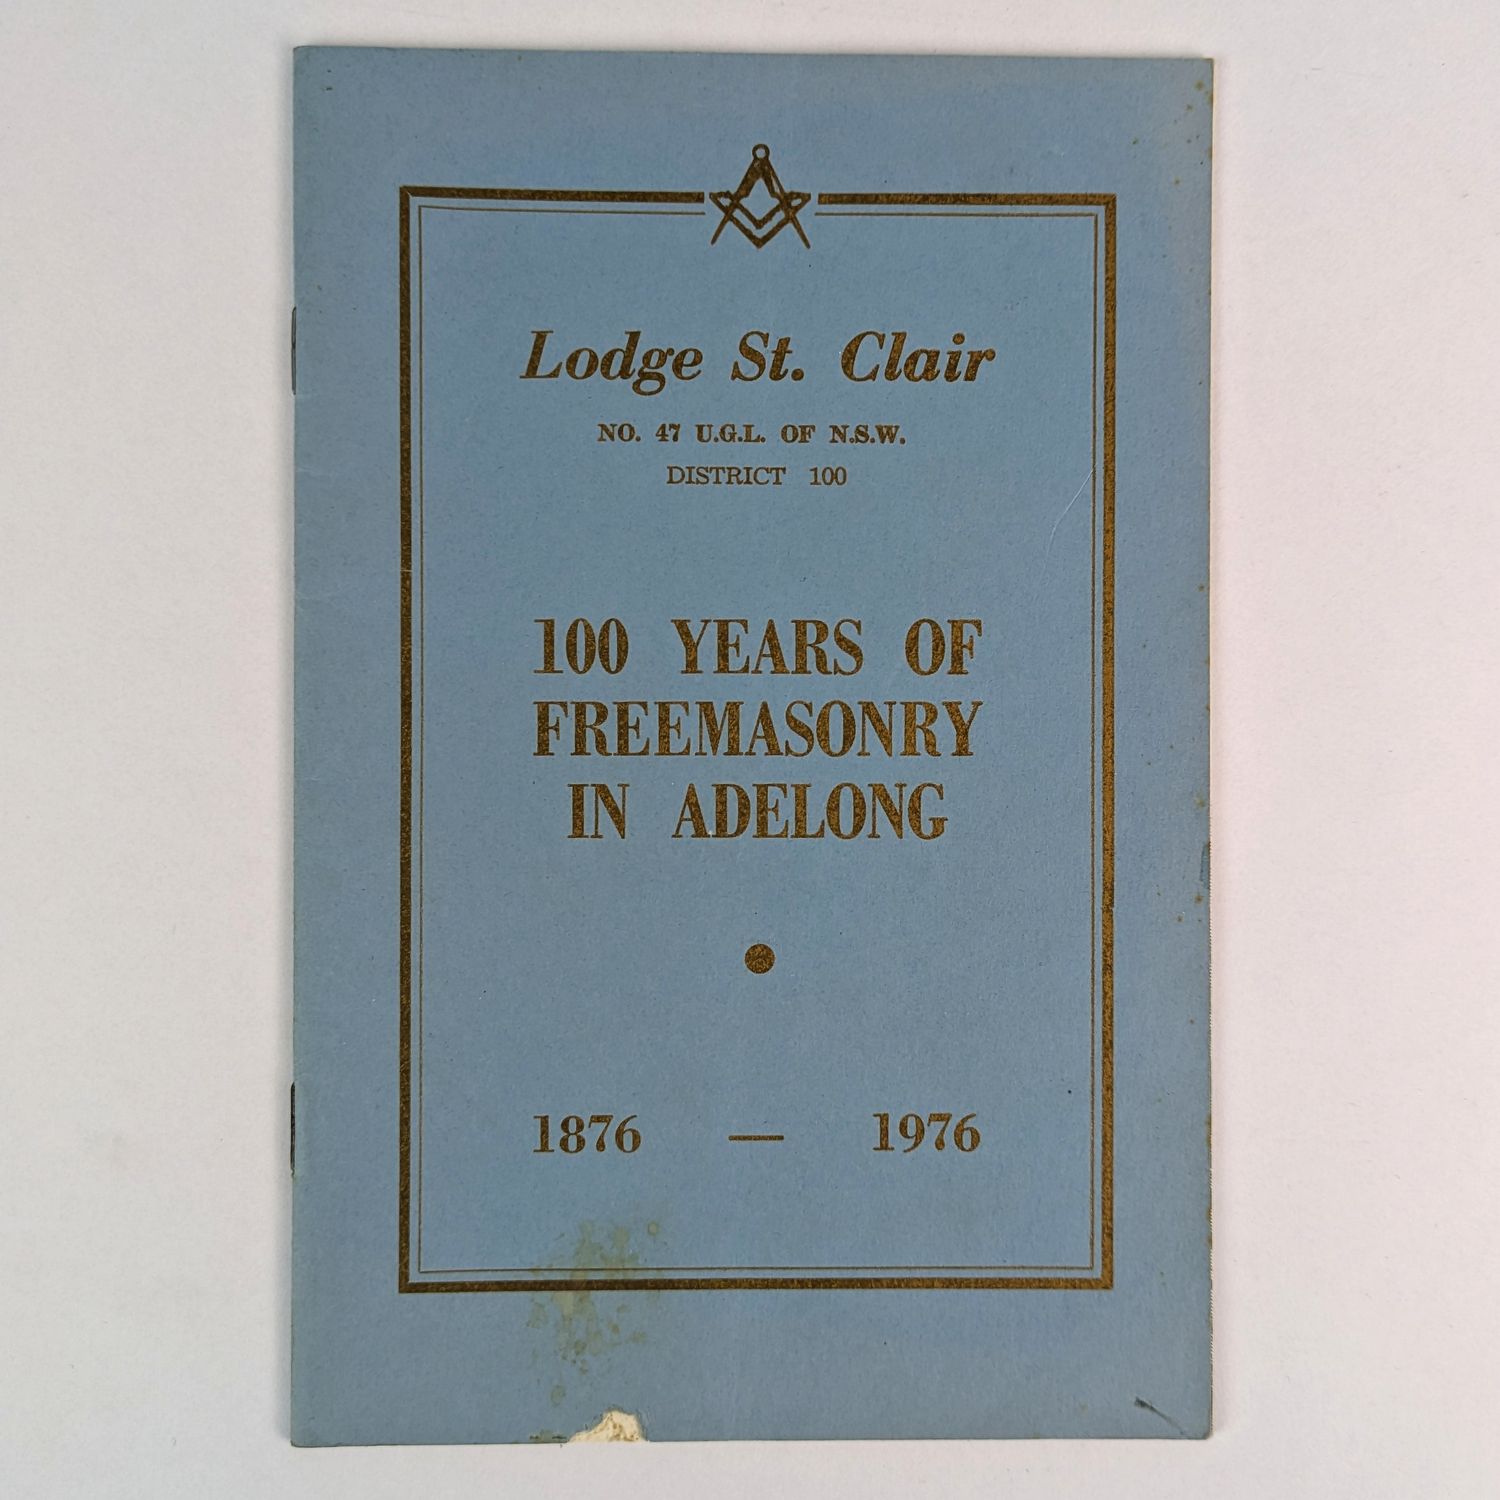 Lodge St. Clair
NO. 47 U.G.L. OF N.S.W.
DISTRICT 100
100 YEARS OF
FREEMASONRY
IN ADELONG
1876 — 1976